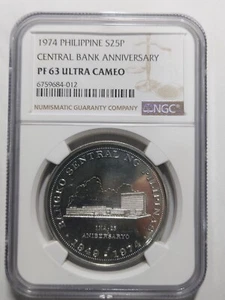 1974 PHILIPPINE S25P
CENTRAL BANK ANNIVERSARY
PF 63 ULTRA CAMEO
6759684-012
NUMISMATIC GUARANTY COMPANY
NGC
BANGKO SENTRAL NG PILIPINAS
IKA-25
ANIBERSARYO
1949 - 1974